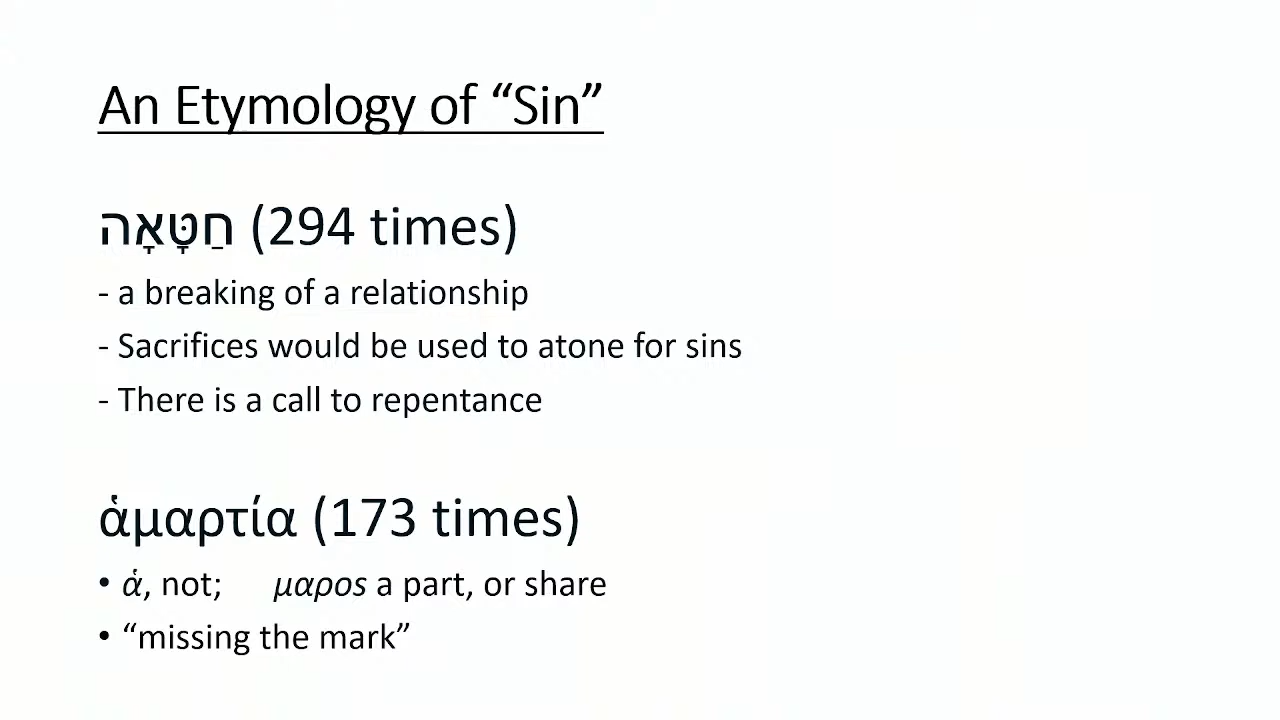 An Etymology of “Sin”
חַטָּאָה (294 times)
- a breaking of a relationship
- Sacrifices would be used to atone for sins
- There is a call to repentance
ἁμαρτία (173 times)
• ἁ, not; μαρos a part, or share
• “missing the mark”